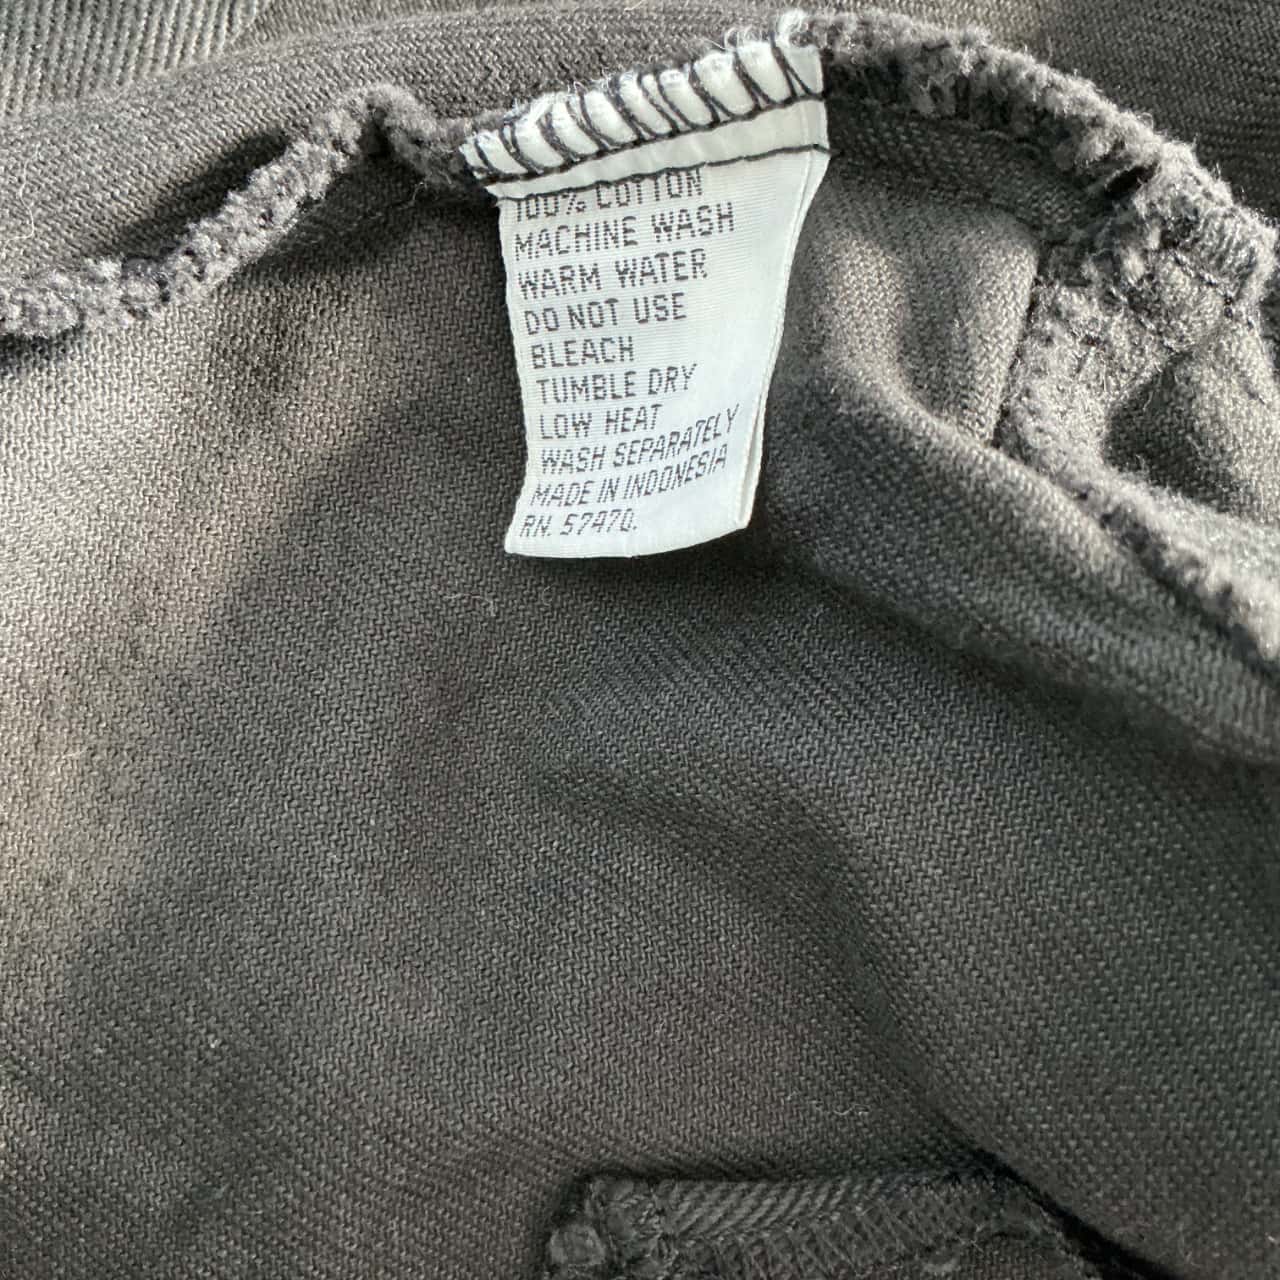 100% COTTON
MACHINE WASH
WARM WATER
DO NOT USE
BLEACH
TUMBLE DRY
LOW HEAT
WASH SEPARATELY
MADE IN INDONESIA
RN. 57470.